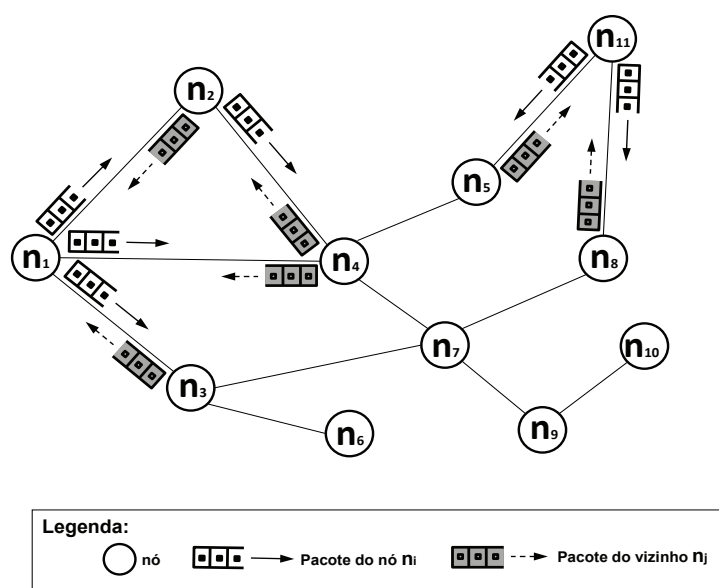 n11
n2
n5
n1
n4
n8
n7
n10
n3
n6
n9
Legenda:
nó
Pacote do nó ni
Pacote do vizinho nj